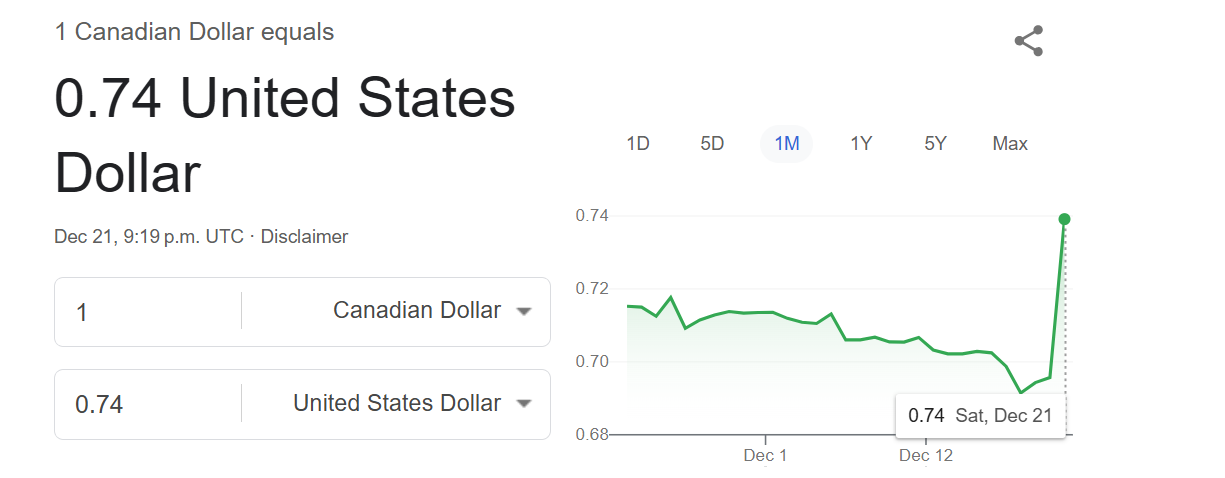 1 Canadian Dollar equals
0.74 United States
Dollar
Dec 21, 9:19 p.m. UTC · Disclaimer
1 Canadian Dollar
0.74 United States Dollar
1D 5D 1M 1Y 5Y Max
0.74
0.72
0.70
0.68
0.74 Sat, Dec 21
Dec 1 Dec 12